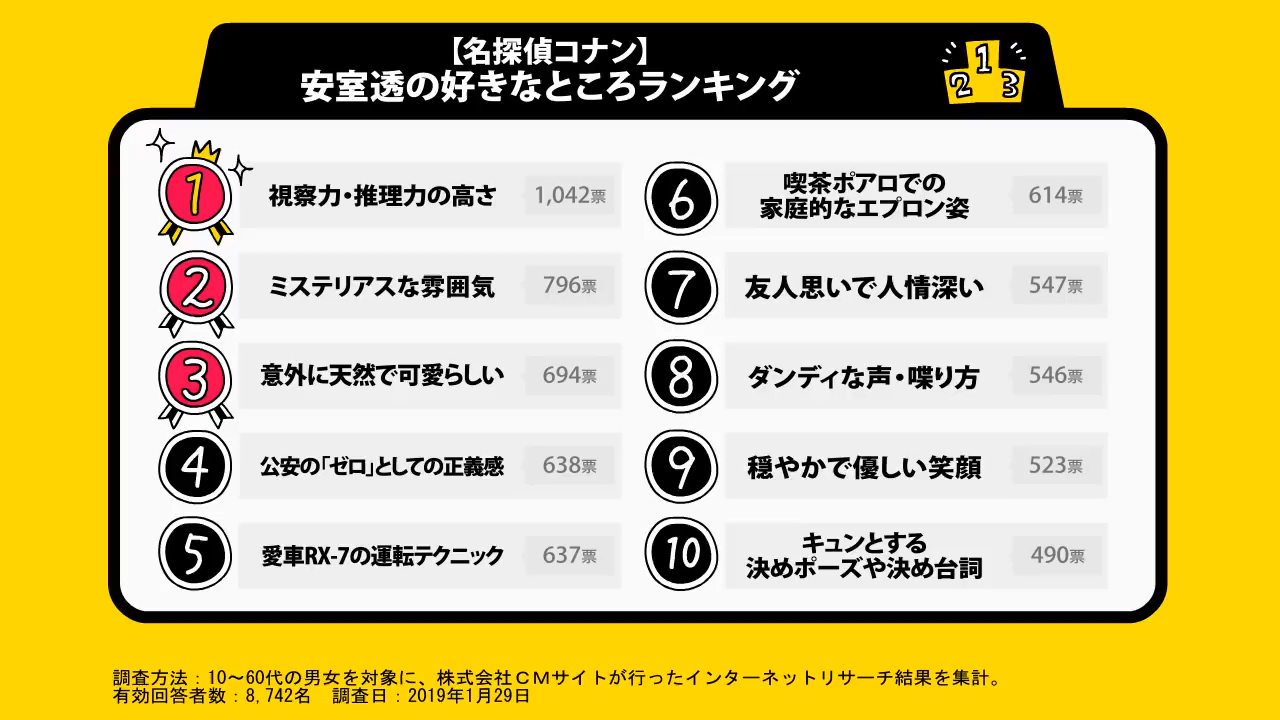 【名探偵コナン】
安室透の好きなところランキング
1
2
3
1
視察力・推理力の高さ
1,042票
2
ミステリアスな雰囲気
796票
3
意外に天然で可愛らしい
694票
4
公安の「ゼロ」としての正義感
638票
5
愛車RX-7の運転テクニック
637票
6
喫茶ポアロでの
家庭的なエプロン姿
614票
7
友人思いで人情深い
547票
8
ダンディな声・喋り方
546票
9
穏やかで優しい笑顔
523票
10
キュンとする
決めポーズや決め台詞
490票
調査方法：10～60代の男女を対象に、株式会社ＣＭサイトが行ったインターネットリサーチ結果を集計。
有効回答者数：8,742名　調査日：2019年1月29日